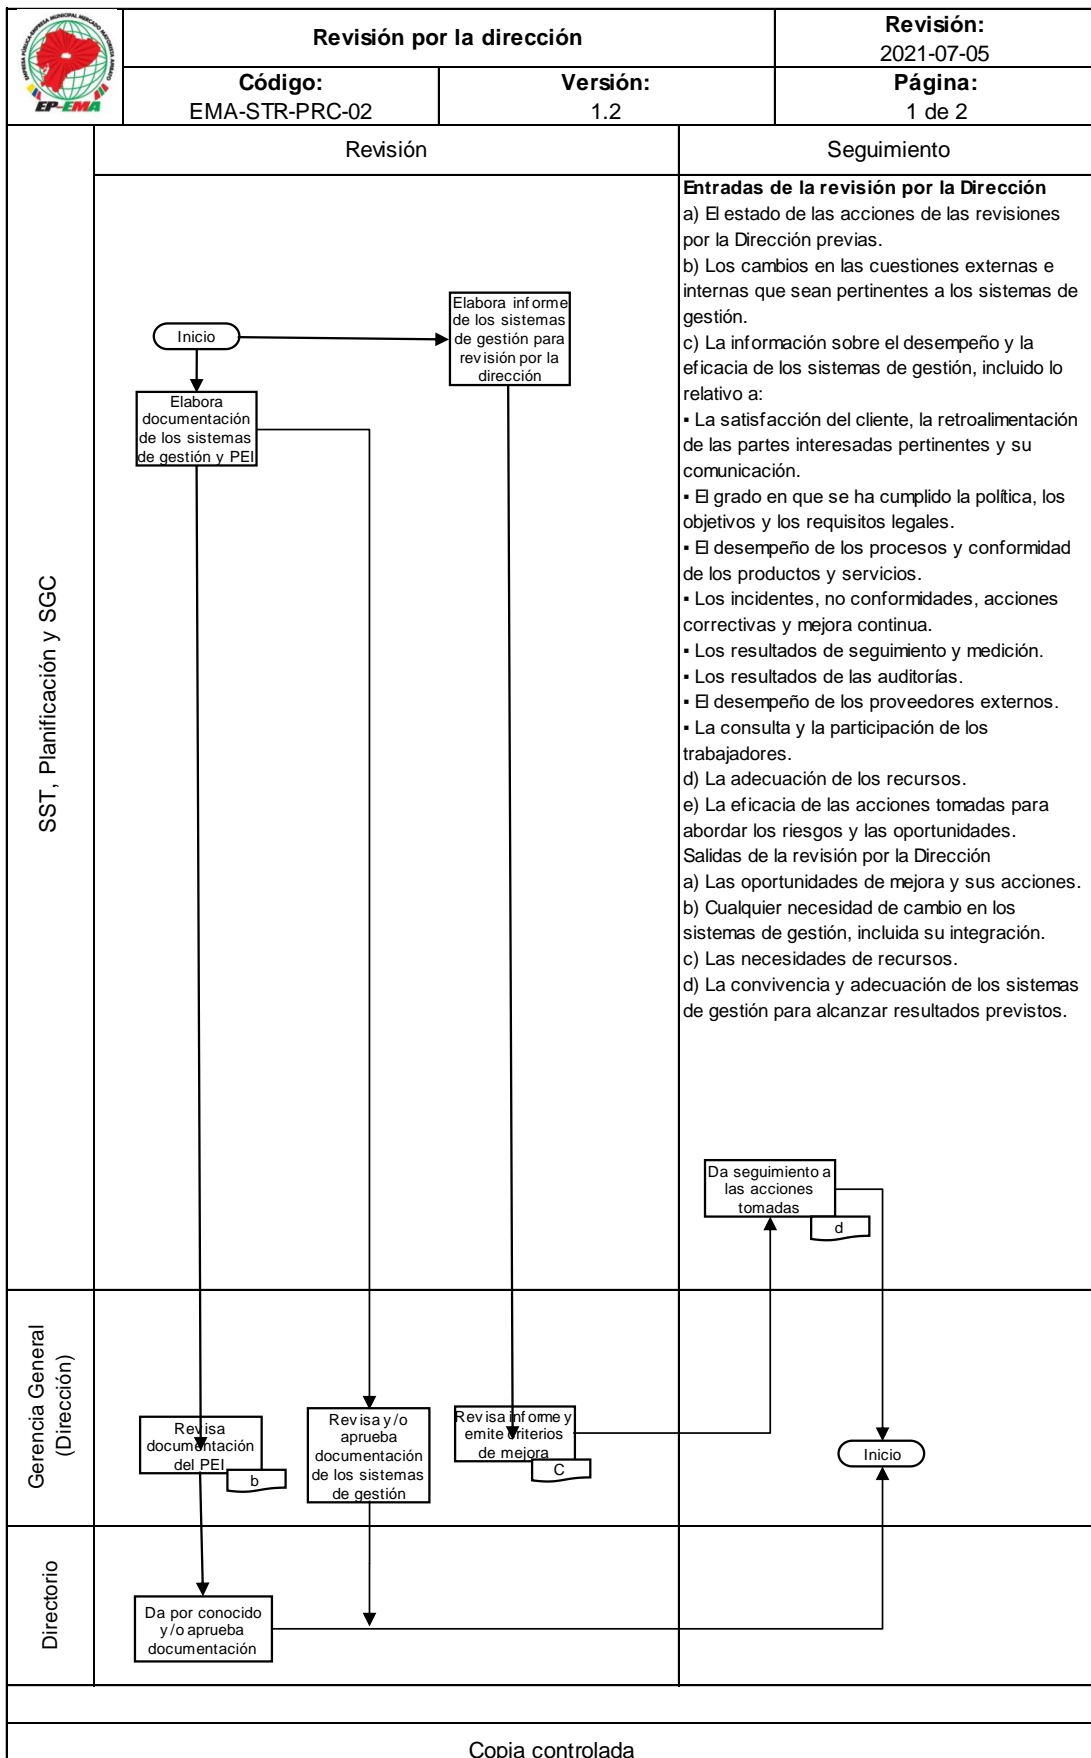 EMPRESA PÚBLICA-EMPRESA MUNICIPAL MERCADO MAYORISTA AMBATO
EP-EMA
Revisión por la dirección
Revisión:
2021-07-05
Código:
EMA-STR-PRC-02
Versión:
1.2
Página:
1 de 2
Revisión
Seguimiento
SST, Planificación y SGC
Inicio
Elabora informe
de los sistemas
de gestión para
revisión por la
dirección
Elabora
documentación
de los sistemas
de gestión y PEI
Entradas de la revisión por la Dirección
a) El estado de las acciones de las revisiones
por la Dirección previas.
b) Los cambios en las cuestiones externas e
internas que sean pertinentes a los sistemas de
gestión.
c) La información sobre el desempeño y la
eficacia de los sistemas de gestión, incluido lo
relativo a:
▪ La satisfacción del cliente, la retroalimentación
de las partes interesadas pertinentes y su
comunicación.
▪ El grado en que se ha cumplido la política, los
objetivos y los requisitos legales.
▪ El desempeño de los procesos y conformidad
de los productos y servicios.
▪ Los incidentes, no conformidades, acciones
correctivas y mejora continua.
▪ Los resultados de seguimiento y medición.
▪ Los resultados de las auditorías.
▪ El desempeño de los proveedores externos.
▪ La consulta y la participación de los
trabajadores.
d) La adecuación de los recursos.
e) La eficacia de las acciones tomadas para
abordar los riesgos y las oportunidades.
Salidas de la revisión por la Dirección
a) Las oportunidades de mejora y sus acciones.
b) Cualquier necesidad de cambio en los
sistemas de gestión, incluida su integración.
c) Las necesidades de recursos.
d) La convivencia y adecuación de los sistemas
de gestión para alcanzar resultados previstos.
Da seguimiento a
las acciones
tomadas
d
Gerencia General
(Dirección)
Revisa
documentación
del PEI
b
Revisa y/o
aprueba
documentación
de los sistemas
de gestión
Revisa informe y
emite criterios
de mejora
C
Inicio
Directorio
Da por conocido
y/o aprueba
documentación
Copia controlada